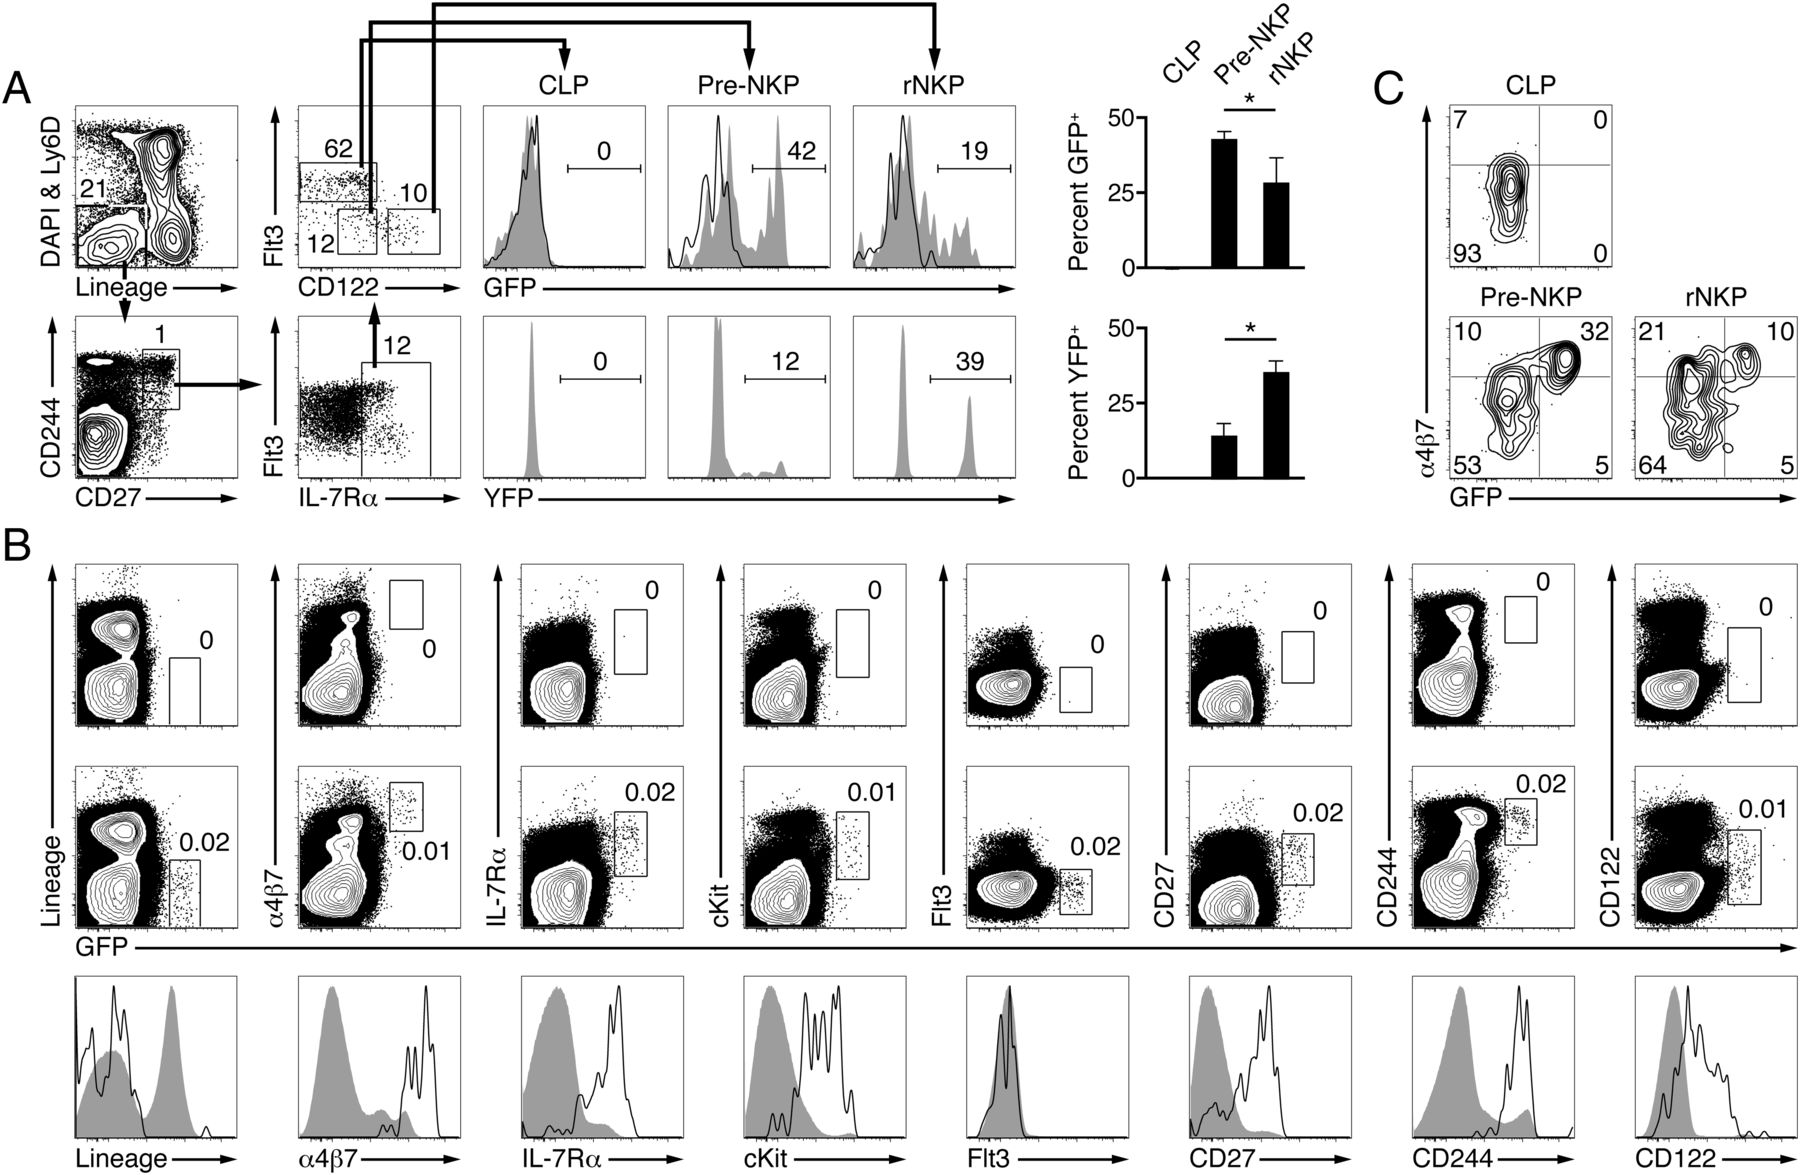 A
CLP
Pre-NKP
rNKP
DAPI & Ly6D
21
Lineage
Flt3
62
10
12
CD122
0
42
19
GFP
CLP
Pre-NKP
rNKP
Percent GFP+
50
25
0
*
CD244
1
CD27
Flt3
12
IL-7Rα
0
12
39
YFP
Percent YFP+
50
25
0
*
C
CLP
α4β7
7
0
93
0
Pre-NKP
rNKP
10
32
53
5
21
10
64
5
GFP
B
Lineage
0
0.02
α4β7
0
0.01
IL-7Rα
0
0.02
cKit
0
0.01
Flt3
0
0.02
CD27
0
0.02
CD244
0
0.02
CD122
0
0.01
GFP
Lineage
α4β7
IL-7Rα
cKit
Flt3
CD27
CD244
CD122